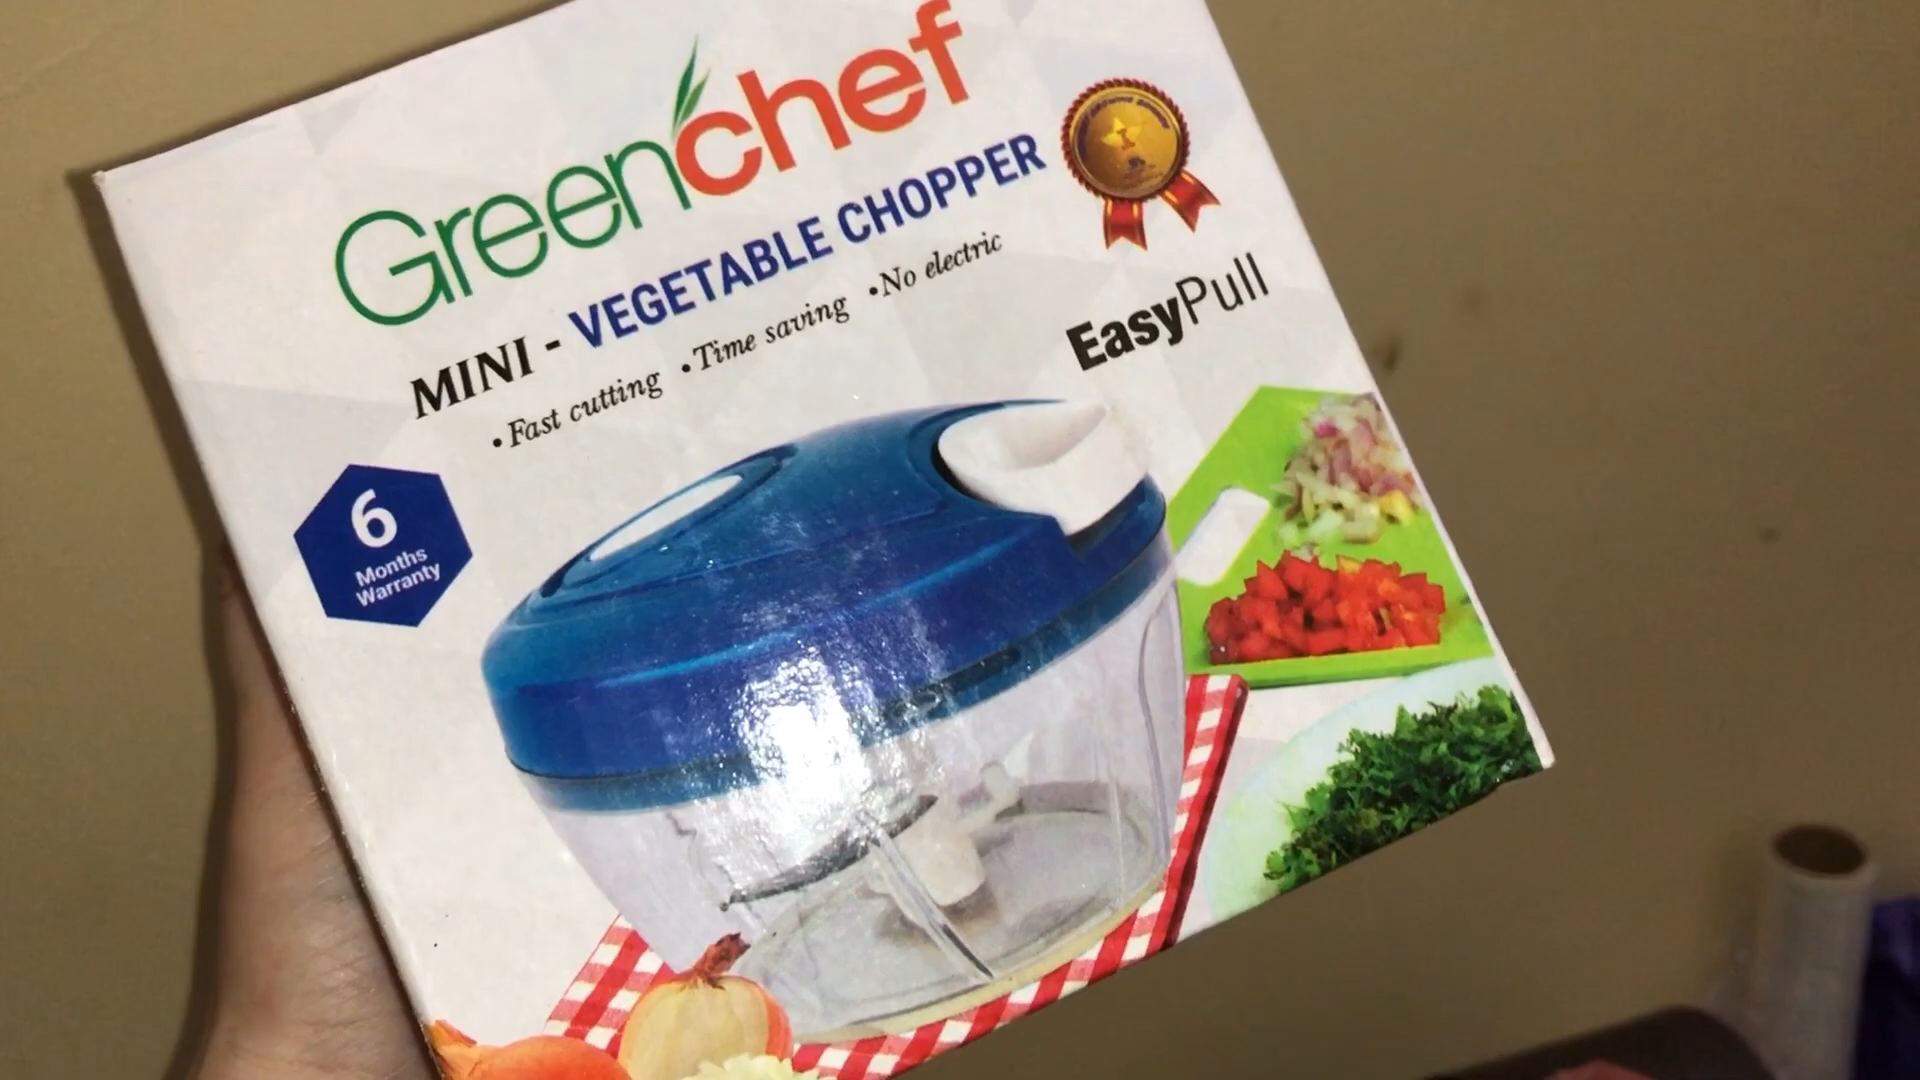 Greenchef
MINI - VEGETABLE CHOPPER
•Fast cutting •Time saving •No electric
EasyPull
6
Months
Warranty